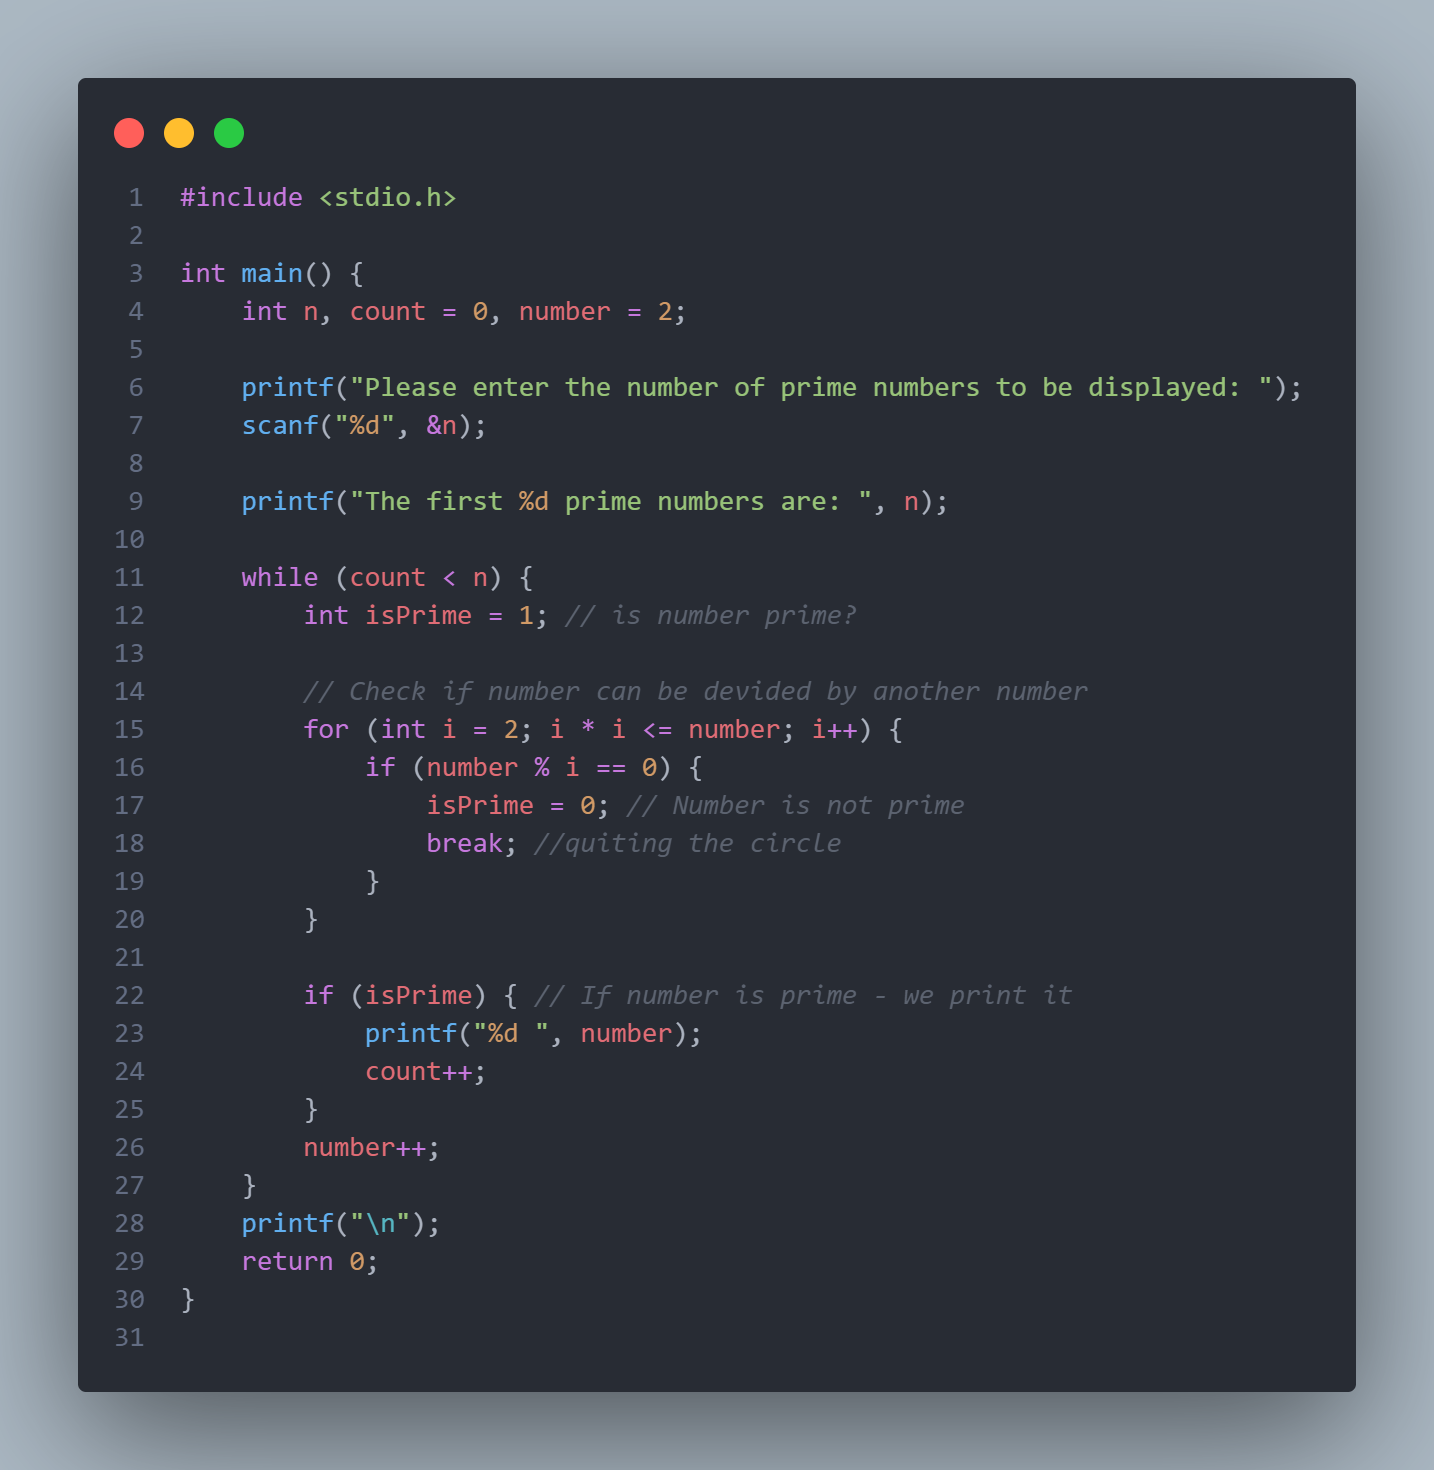 1 #include <stdio.h>
2
3 int main() {
4     int n, count = 0, number = 2;
5
6     printf("Please enter the number of prime numbers to be displayed: ");
7     scanf("%d", &n);
8
9     printf("The first %d prime numbers are: ", n);
10
11     while (count < n) {
12         int isPrime = 1; // is number prime?
13
14         // Check if number can be devided by another number
15         for (int i = 2; i * i <= number; i++) {
16             if (number % i == 0) {
17                 isPrime = 0; // Number is not prime
18                 break; //quiting the circle
19             }
20         }
21
22         if (isPrime) { // If number is prime - we print it
23             printf("%d ", number);
24             count++;
25         }
26         number++;
27     }
28     printf("\n");
29     return 0;
30 }
31